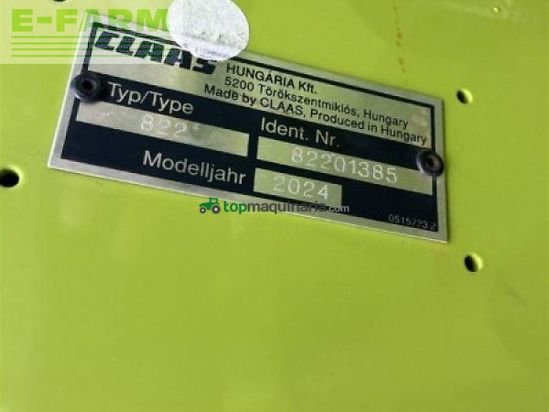 E-FARM
CLAAS
HUNGÁRIA Kft.
5200 Törökszentmiklós, Hungary
Made by CLAAS, Produced in Hungary
Typ/Type
822
Ident. Nr.
82201385
Modelljahr
2024
topmaquinaria.com
0515723.2